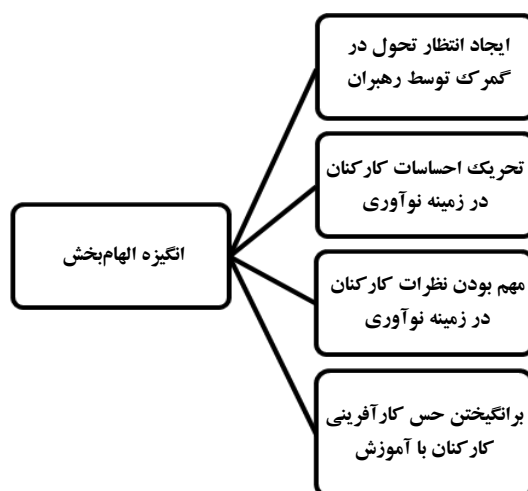 ایجاد انتظار تحول در
گمرک توسط رهبران
تحریک احساسات کارکنان
در زمینه نوآوری
انگیزه الهام‌بخش
مهم بودن نظرات کارکنان
در زمینه نوآوری
برانگیختن حس کارآفرینی
کارکنان با آموزش